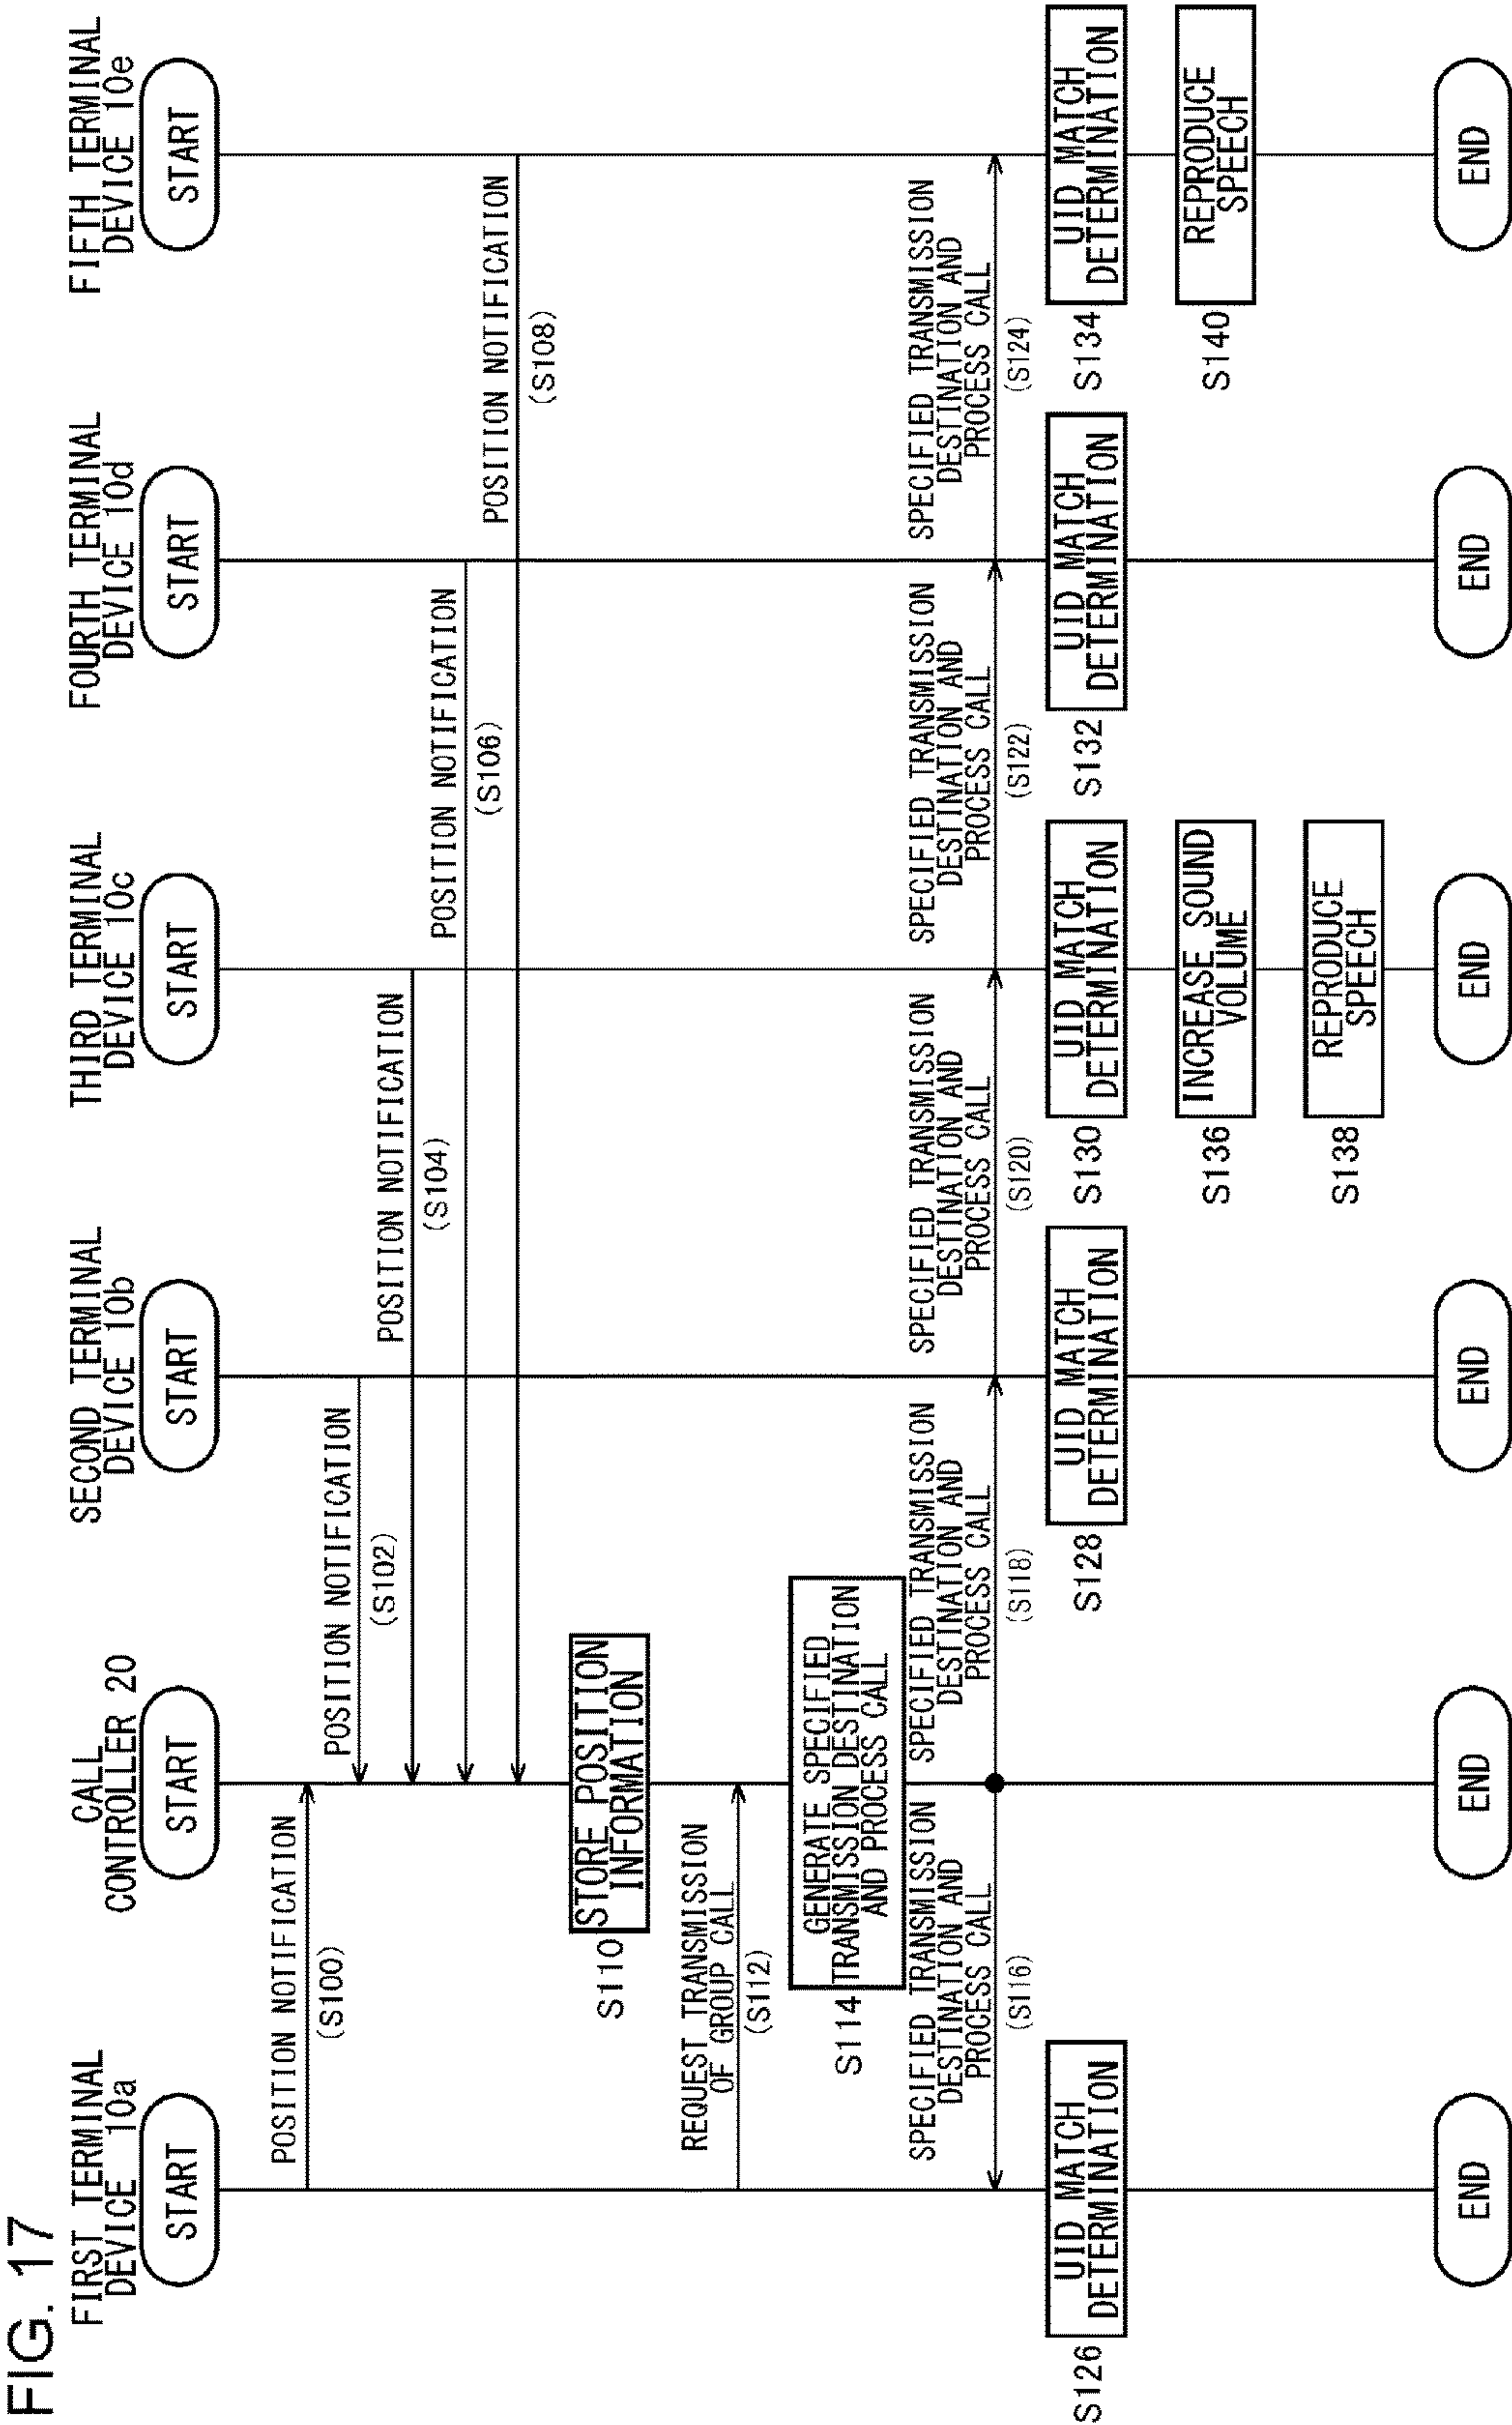 FIG. 17
FIRST TERMINAL
DEVICE 10a
CALL
CONTROLLER 20
SECOND TERMINAL
DEVICE 10b
THIRD TERMINAL
DEVICE 10c
FOURTH TERMINAL
DEVICE 10d
FIFTH TERMINAL
DEVICE 10e
START
START
START
START
START
START
POSITION NOTIFICATION
(S100)
POSITION NOTIFICATION
(S102)
POSITION NOTIFICATION
(S104)
POSITION NOTIFICATION
(S106)
POSITION NOTIFICATION
(S108)
S110
STORE POSITION
INFORMATION
REQUEST TRANSMISSION
OF GROUP CALL
(S112)
S114
GENERATE SPECIFIED
TRANSMISSION DESTINATION
AND PROCESS CALL
SPECIFIED TRANSMISSION
DESTINATION AND
PROCESS CALL
(S116)
SPECIFIED TRANSMISSION
DESTINATION AND
PROCESS CALL
(S118)
SPECIFIED TRANSMISSION
DESTINATION AND
PROCESS CALL
(S120)
SPECIFIED TRANSMISSION
DESTINATION AND
PROCESS CALL
(S122)
SPECIFIED TRANSMISSION
DESTINATION AND
PROCESS CALL
(S124)
S126
UID MATCH
DETERMINATION
S128
UID MATCH
DETERMINATION
S130
UID MATCH
DETERMINATION
S132
UID MATCH
DETERMINATION
S134
UID MATCH
DETERMINATION
S136
INCREASE SOUND
VOLUME
S140
REPRODUCE
SPEECH
S138
REPRODUCE
SPEECH
END
END
END
END
END
END